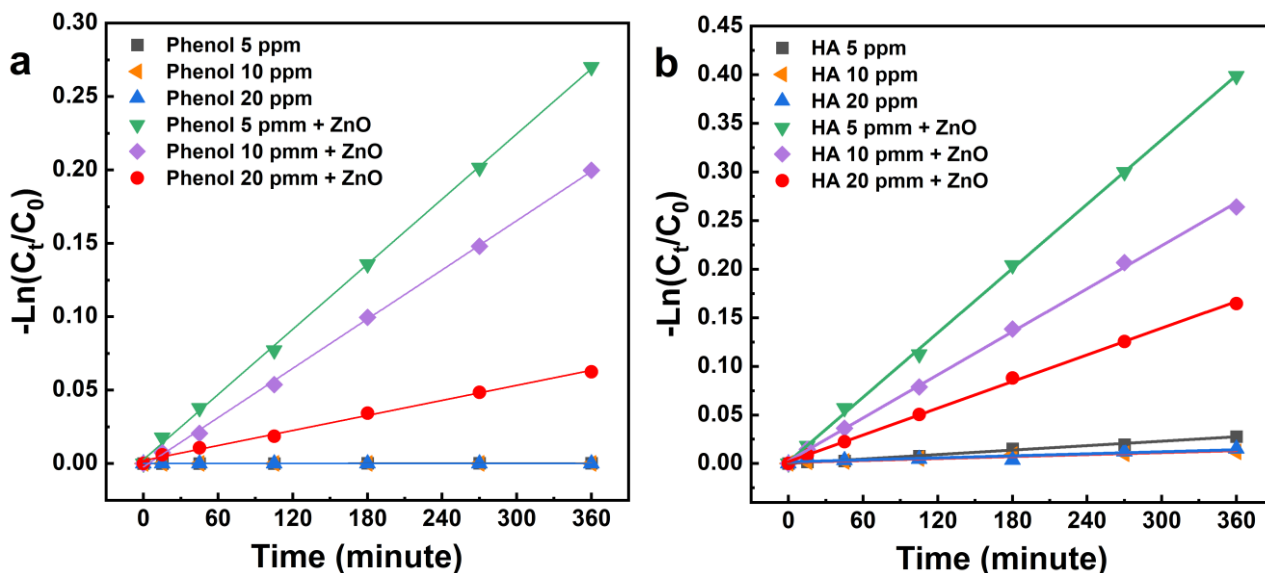 a
Phenol 5 ppm
Phenol 10 ppm
Phenol 20 ppm
Phenol 5 pmm + ZnO
Phenol 10 pmm + ZnO
Phenol 20 pmm + ZnO
-Ln(Cₜ/C₀)
0.30
0.25
0.20
0.15
0.10
0.05
0.00
0 60 120 180 240 300 360
Time (minute)
b
HA 5 ppm
HA 10 ppm
HA 20 ppm
HA 5 pmm + ZnO
HA 10 pmm + ZnO
HA 20 pmm + ZnO
-Ln(Cₜ/C₀)
0.45
0.40
0.35
0.30
0.25
0.20
0.15
0.10
0.05
0.00
0 60 120 180 240 300 360
Time (minute)